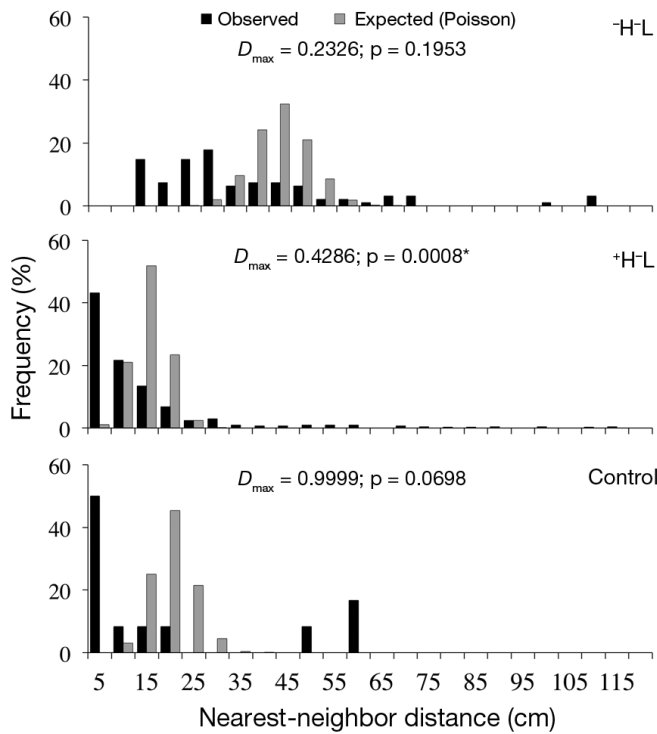 Observed Expected (Poisson)
⁻H⁻L
Dmax = 0.2326; p = 0.1953
60
40
20
0
⁺H⁻L
Dmax = 0.4286; p = 0.0008*
60
40
20
0
Control
Dmax = 0.9999; p = 0.0698
60
40
20
0
Frequency (%)
5 15 25 35 45 65 75 85 95 105 115
Nearest-neighbor distance (cm)